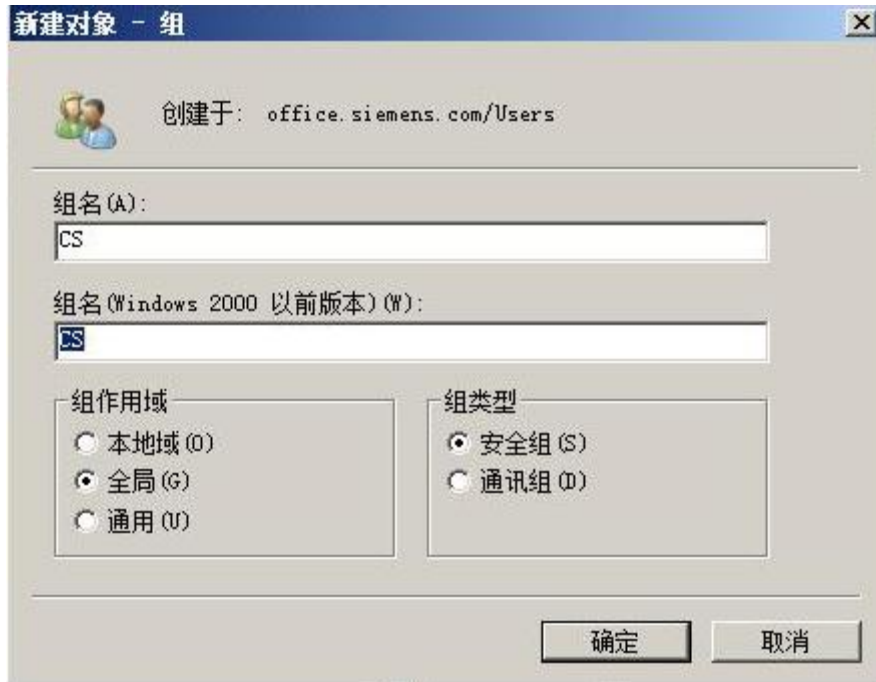 新建对象 - 组
创建于: office.siemens.com/Users
组名(A):
CS
组名(Windows 2000 以前版本)(W):
CS
组作用域
本地域(O)
全局(G)
通用(U)
组类型
安全组(S)
通讯组(D)
确定
取消